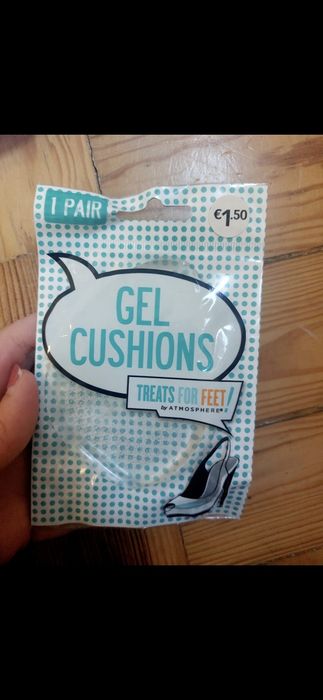 1 PAIR
€1.50
GEL
CUSHIONS
TREATS FOR FEET!
by ATMOSPHERE®